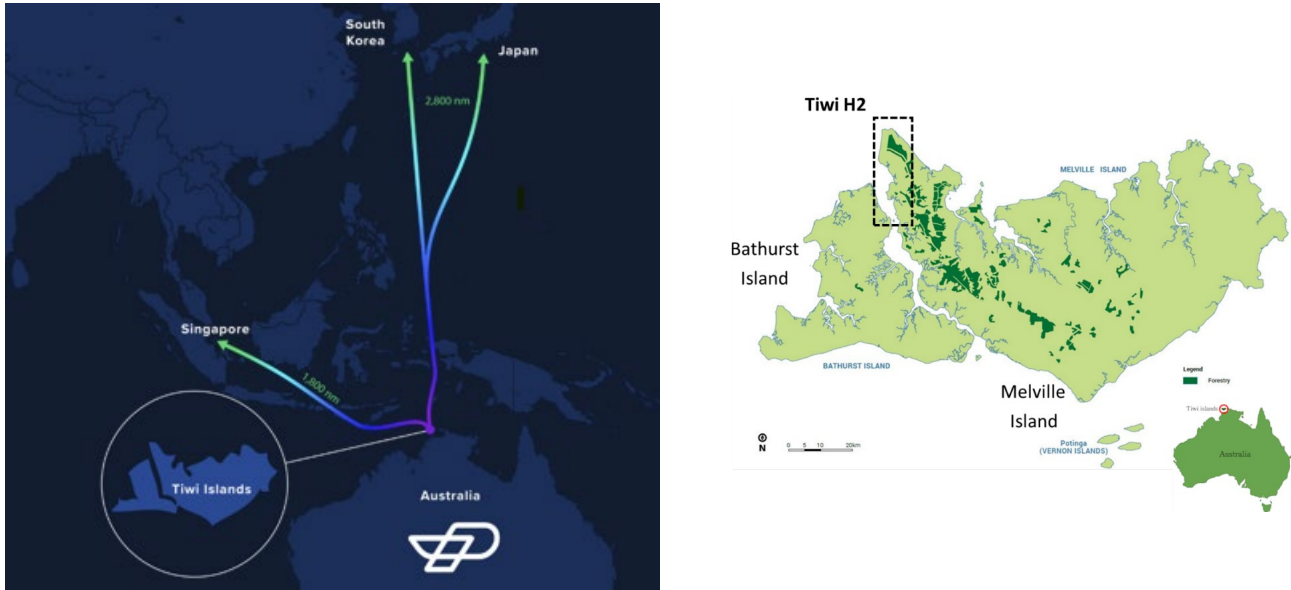 South
Korea
Japan
2,800 nm
Singapore
1,800 nm
Tiwi Islands
Australia
Tiwi H2
MELVILLE ISLAND
Bathurst
Island
BATHURST ISLAND
Melville
Island
Legend
Forestry
Tiwi islands
Australia
Potinga
(VERNON ISLANDS)
N
0 5 10 20km